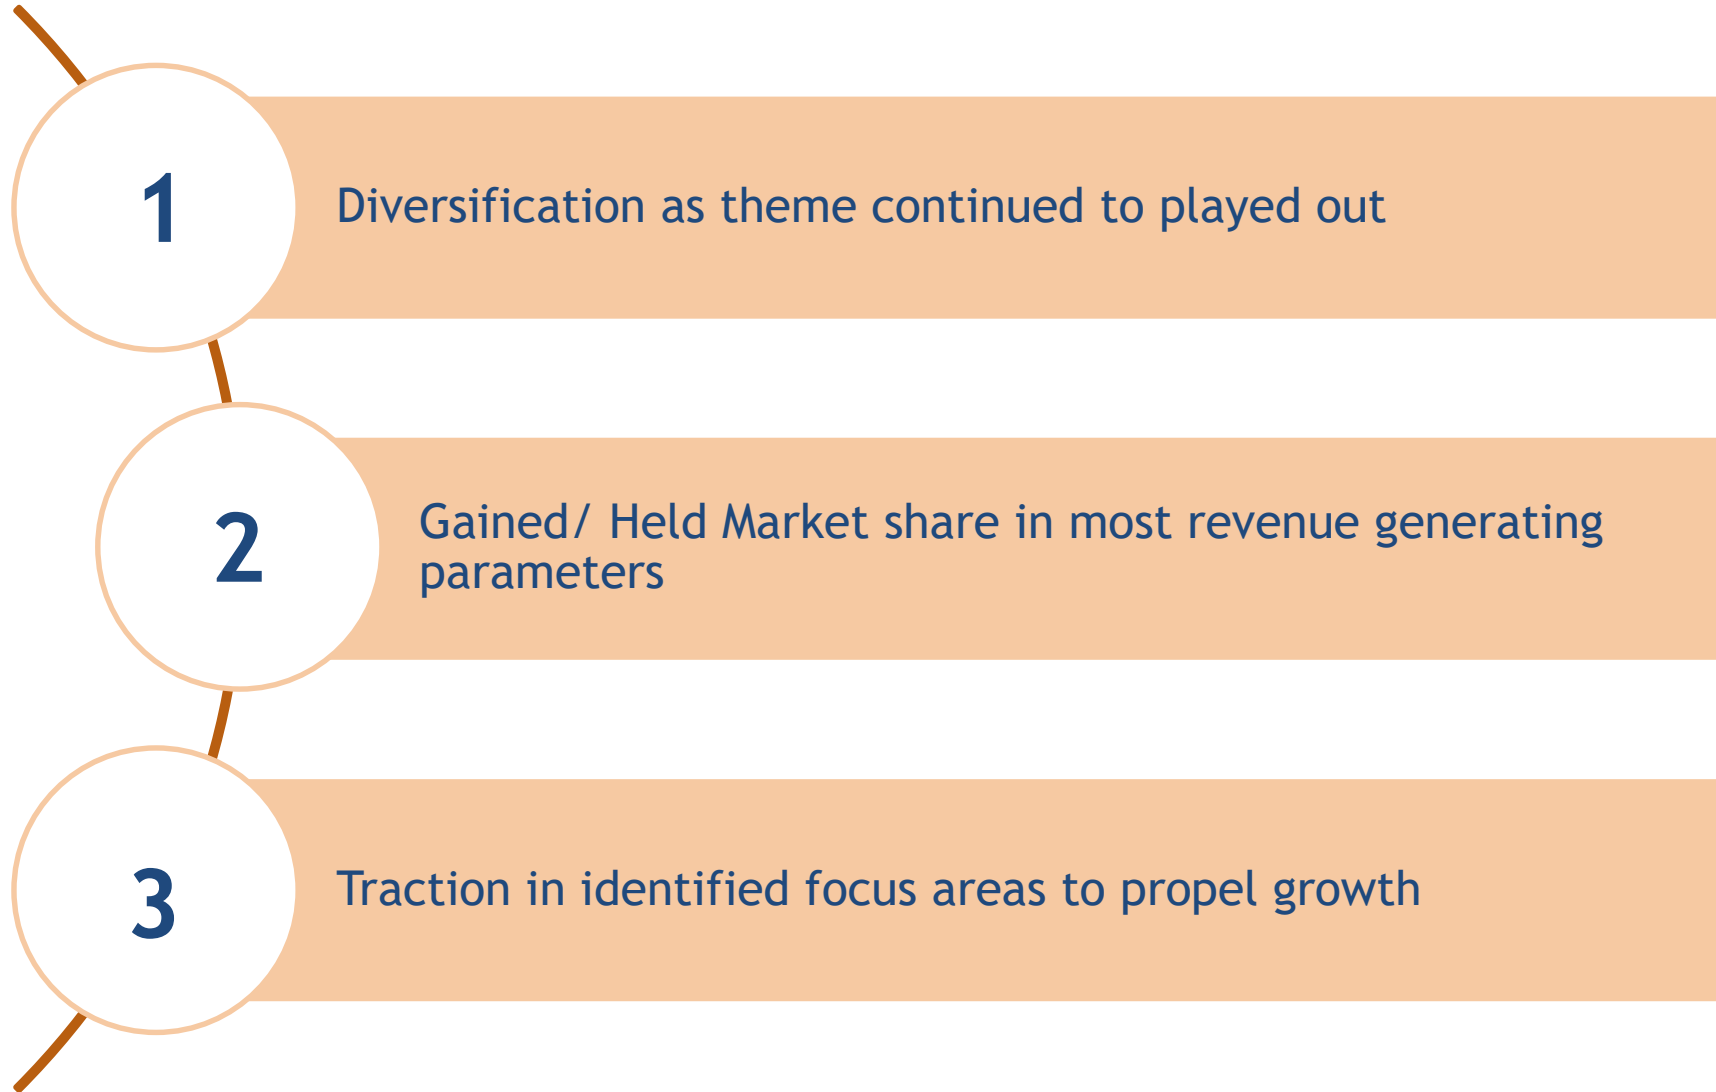 1
Diversification as theme continued to played out
2
Gained/ Held Market share in most revenue generating
parameters
3
Traction in identified focus areas to propel growth